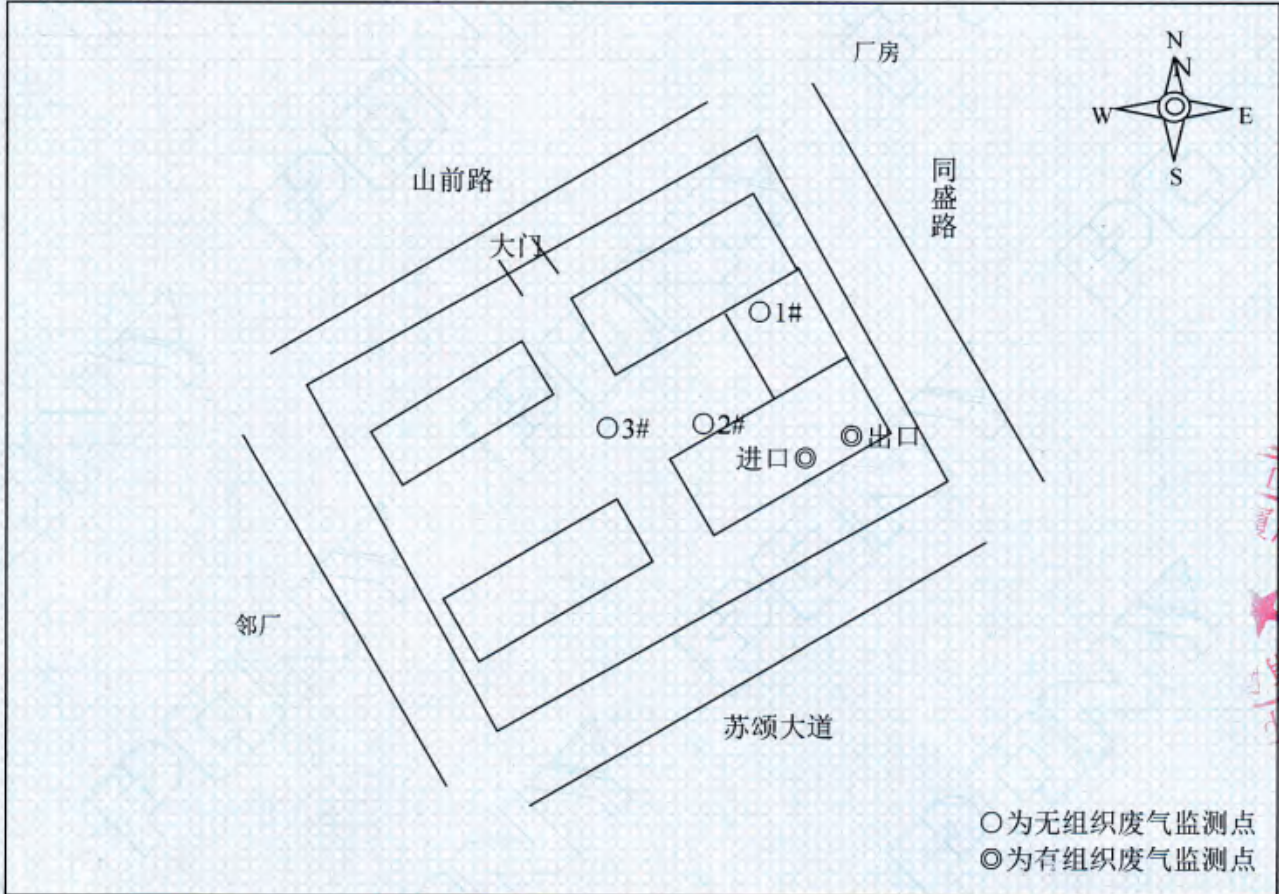 厂房
N
N
W
E
S
同盛路
山前路
大门
○1#
○3#
○2#
进口◎
◎出口
邻厂
苏颂大道
○为无组织废气监测点
◎为有组织废气监测点